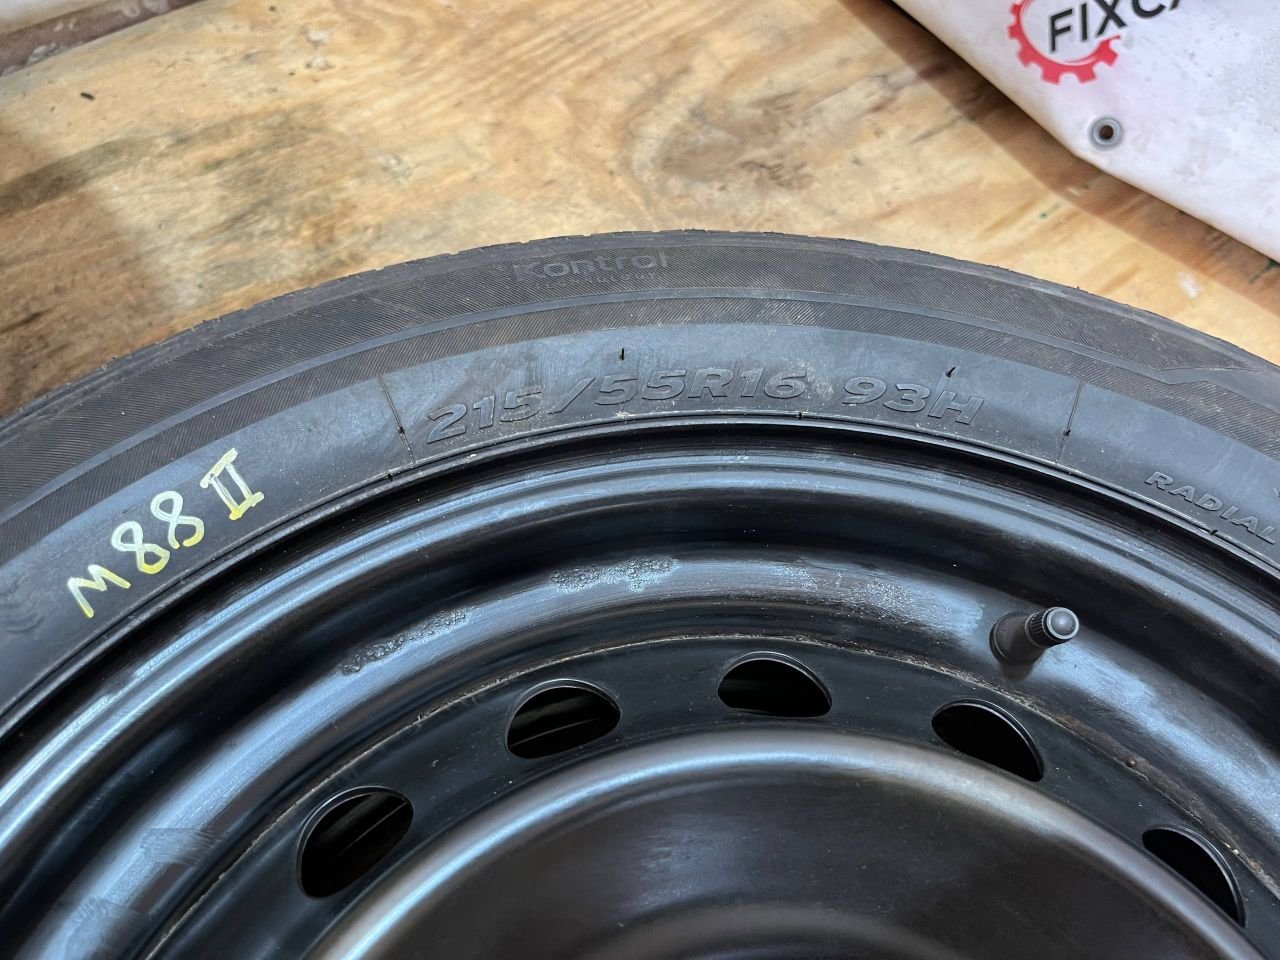 FIXCA
Kontrol
215/55R16 93H
RADIAL
M88 II